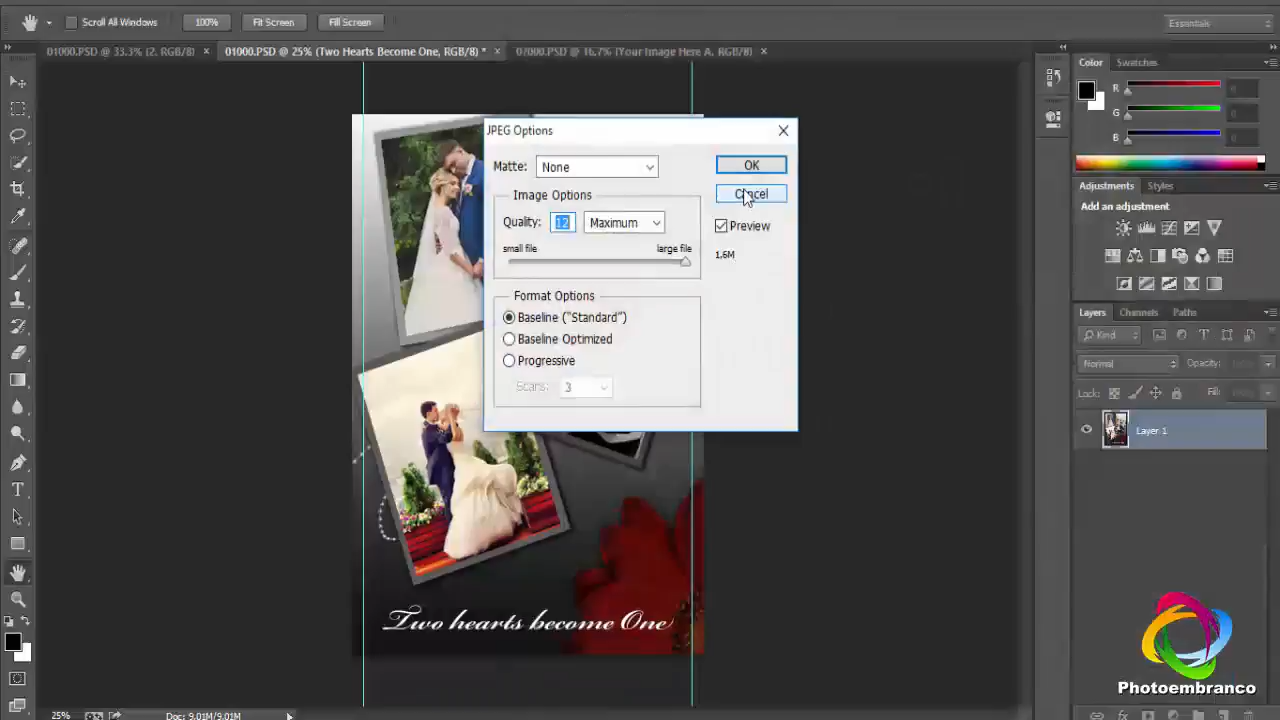 Scroll All Windows 100% Fit Screen Fill Screen Essentials
01000.PSD @ 33.3% (2, RGB/8) × 01000.PSD @ 25% (Two Hearts Become One, RGB/8) * × 02000.PSD @ 16.7% (Your Image Here A, RGB/8) ×
Color Swatches
R 0
G 0
B 0
JPEG Options
Matte: None OK
Image Options Cancel
Quality: 12 Maximum Preview
small file large file
1.6M
Format Options
Baseline ("Standard")
Baseline Optimized
Progressive
Scans: 3
Adjustments Styles
Add an adjustment
Layers Channels Paths
Kind
Normal Opacity:
Lock: Fill:
Layer 1
Two hearts become One
Photoembranco
25% Doc: 9.01M/9.01M